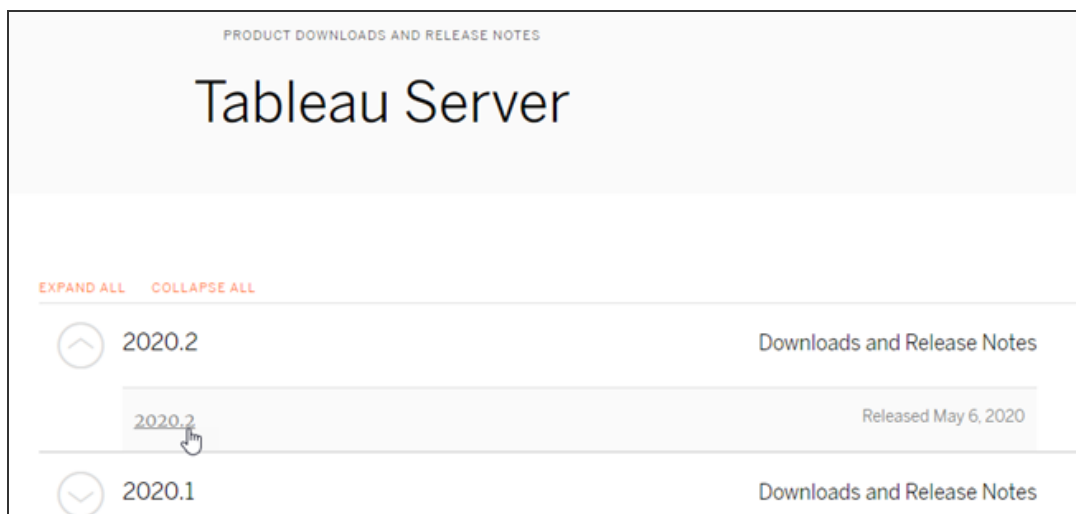 PRODUCT DOWNLOADS AND RELEASE NOTES
Tableau Server
EXPAND ALL COLLAPSE ALL
2020.2 Downloads and Release Notes
2020.2 Released May 6, 2020
2020.1 Downloads and Release Notes